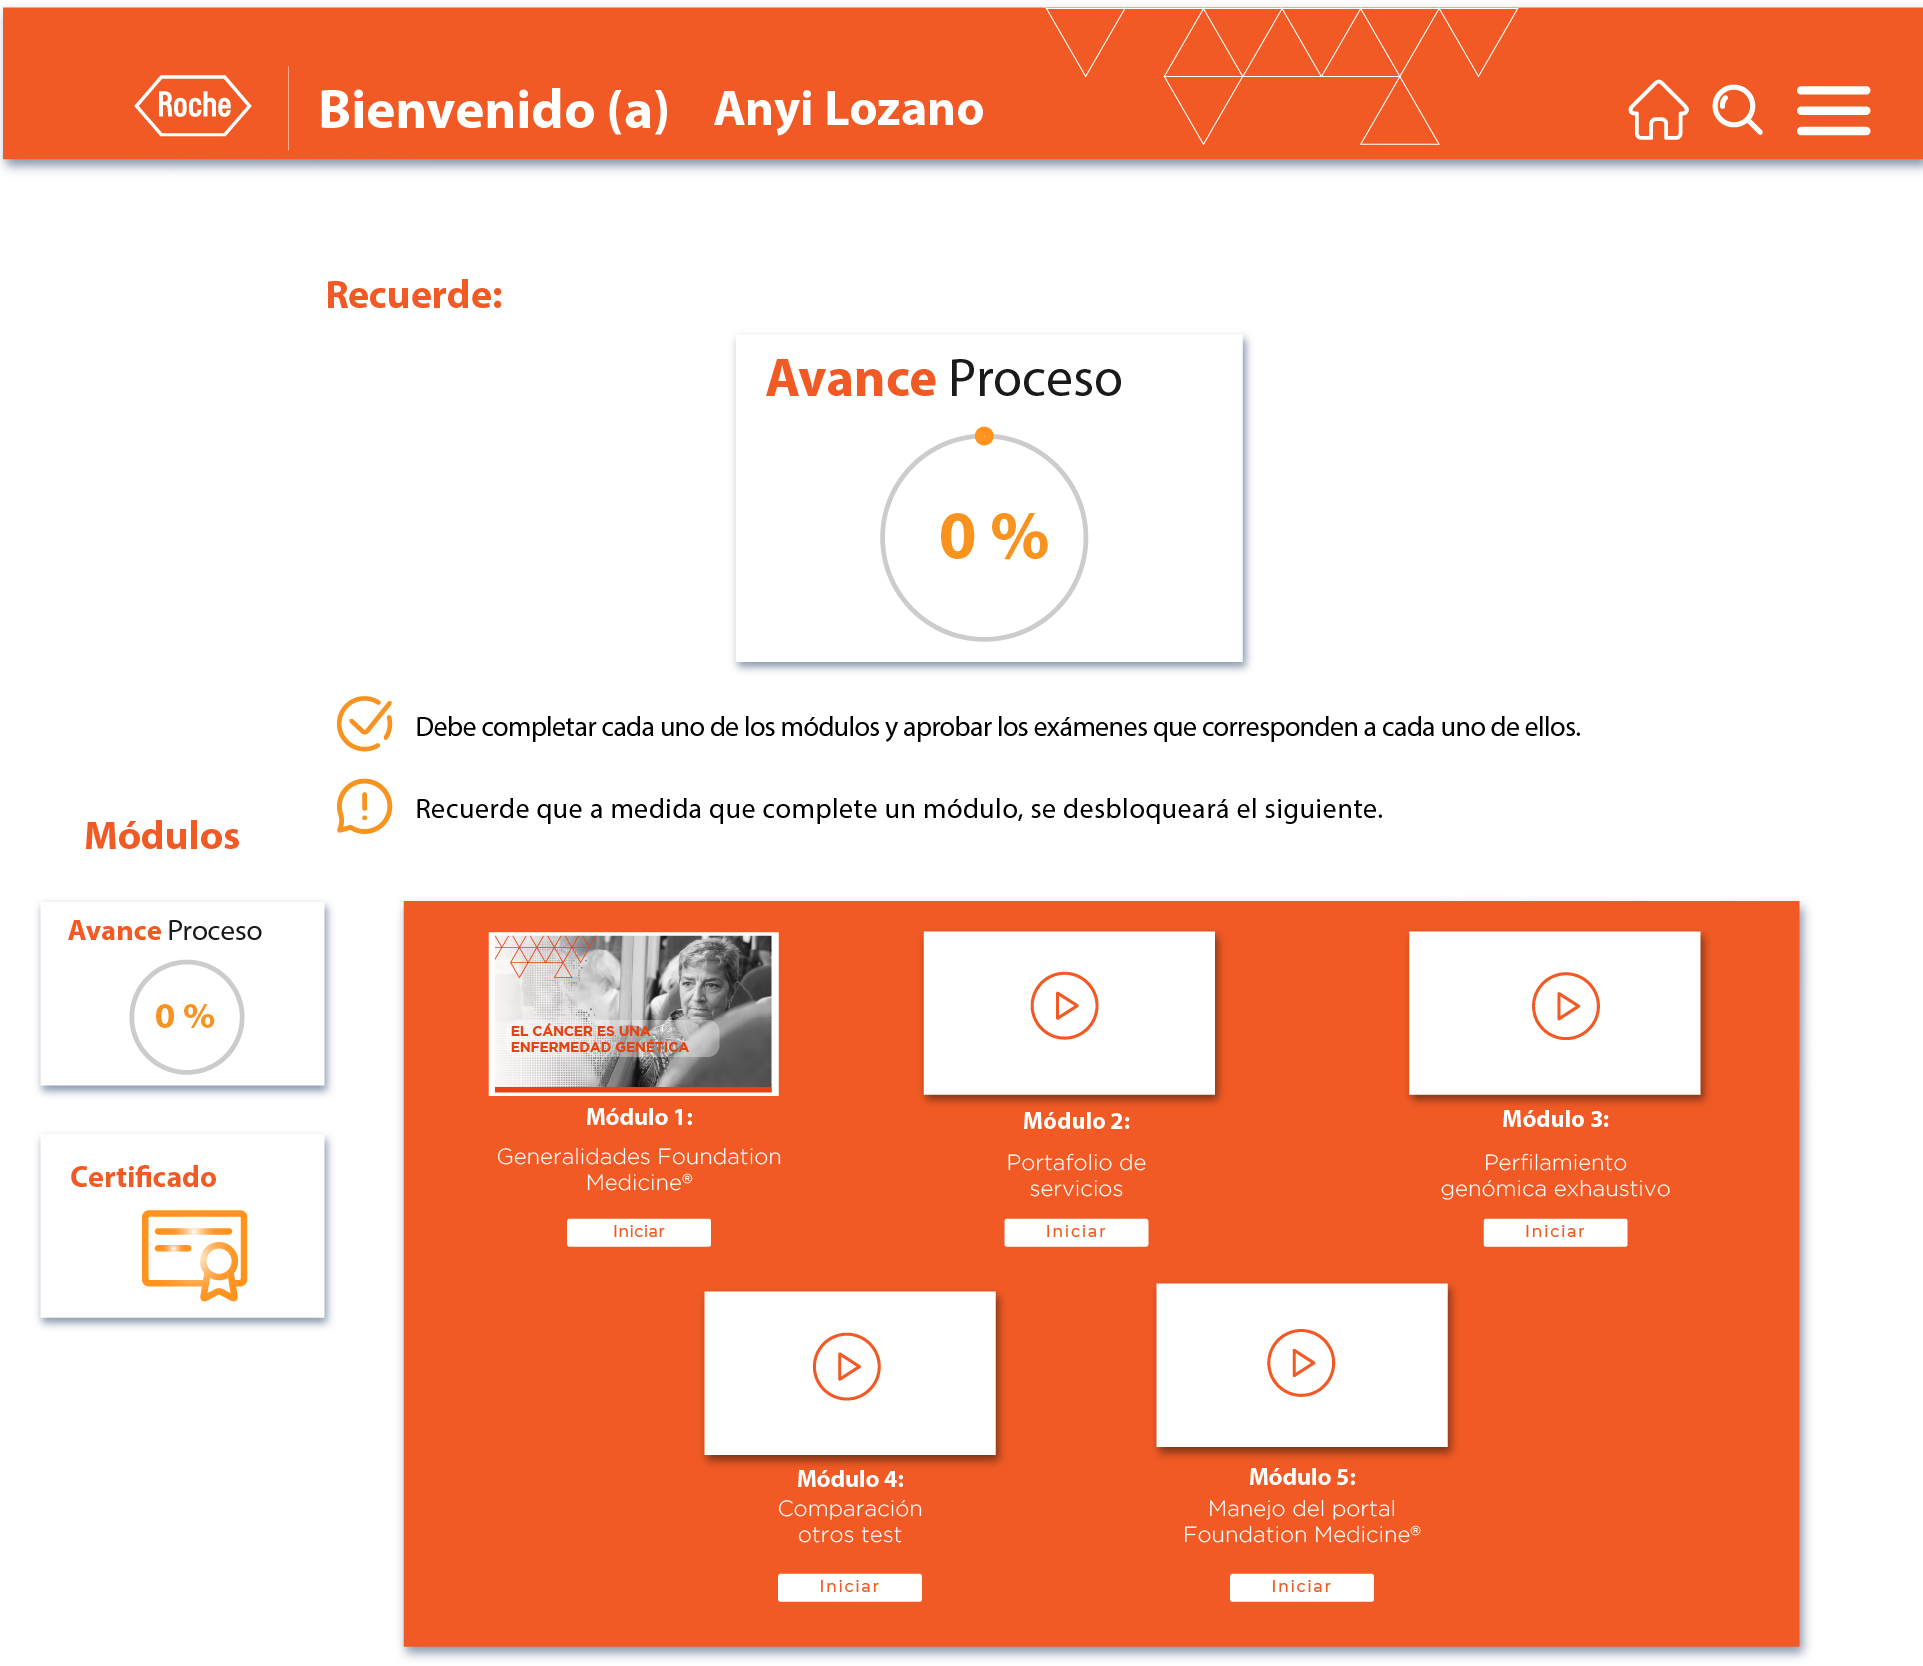 Roche
Bienvenido (a) Anyi Lozano
Recuerde:
Avance Proceso
0 %
Debe completar cada uno de los módulos y aprobar los exámenes que corresponden a cada uno de ellos.
Recuerde que a medida que complete un módulo, se desbloqueará el siguiente.
Módulos
Avance Proceso
0 %
Certificado
EL CÁNCER ES UNA
ENFERMEDAD GENÉTICA
Módulo 1:
Generalidades Foundation
Medicine®
Iniciar
Módulo 2:
Portafolio de
servicios
Iniciar
Módulo 3:
Perfilamiento
genómica exhaustivo
Iniciar
Módulo 4:
Comparación
otros test
Iniciar
Módulo 5:
Manejo del portal
Foundation Medicine®
Iniciar